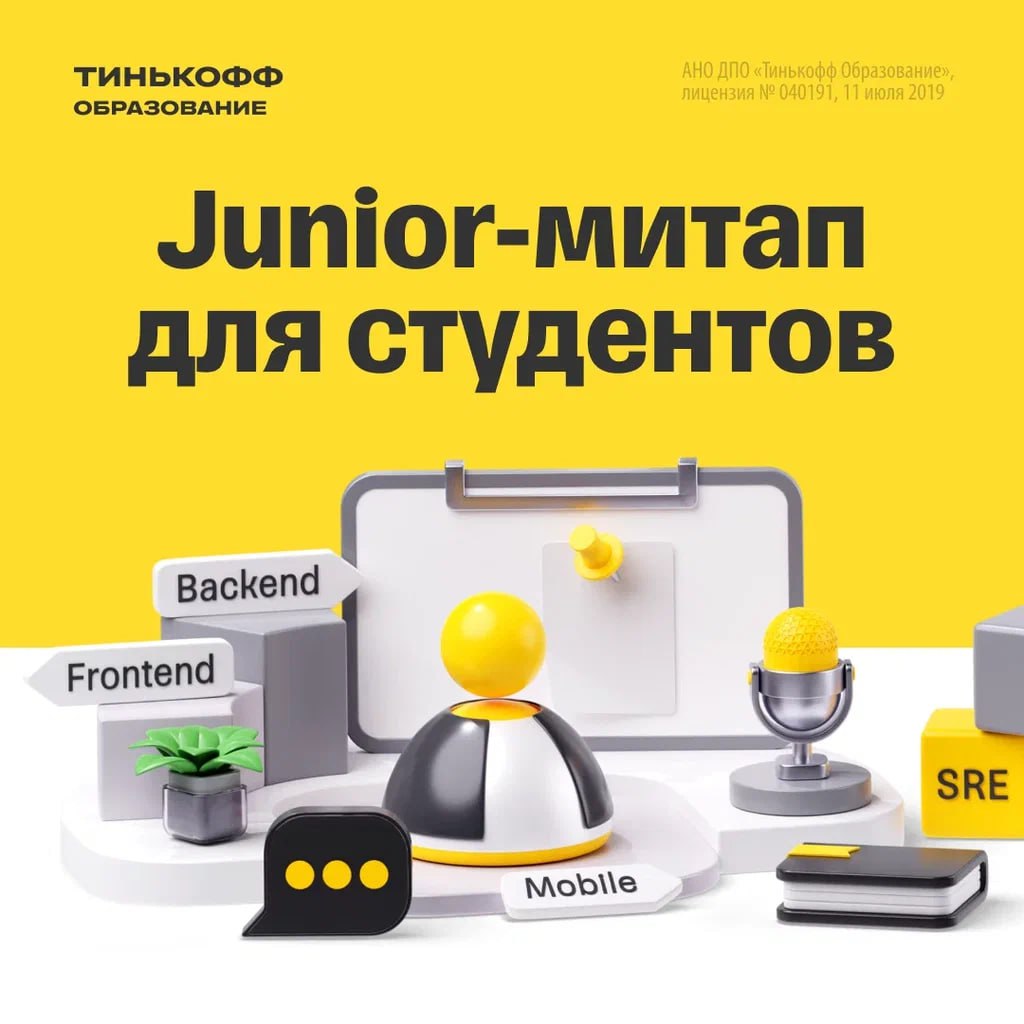 ТИНЬКОФФ
ОБРАЗОВАНИЕ
АНО ДПО «Тинькофф Образование»,
лицензия № 040191, 11 июля 2019
Junior-митап
для студентов
Backend
Frontend
SRE
Mobile